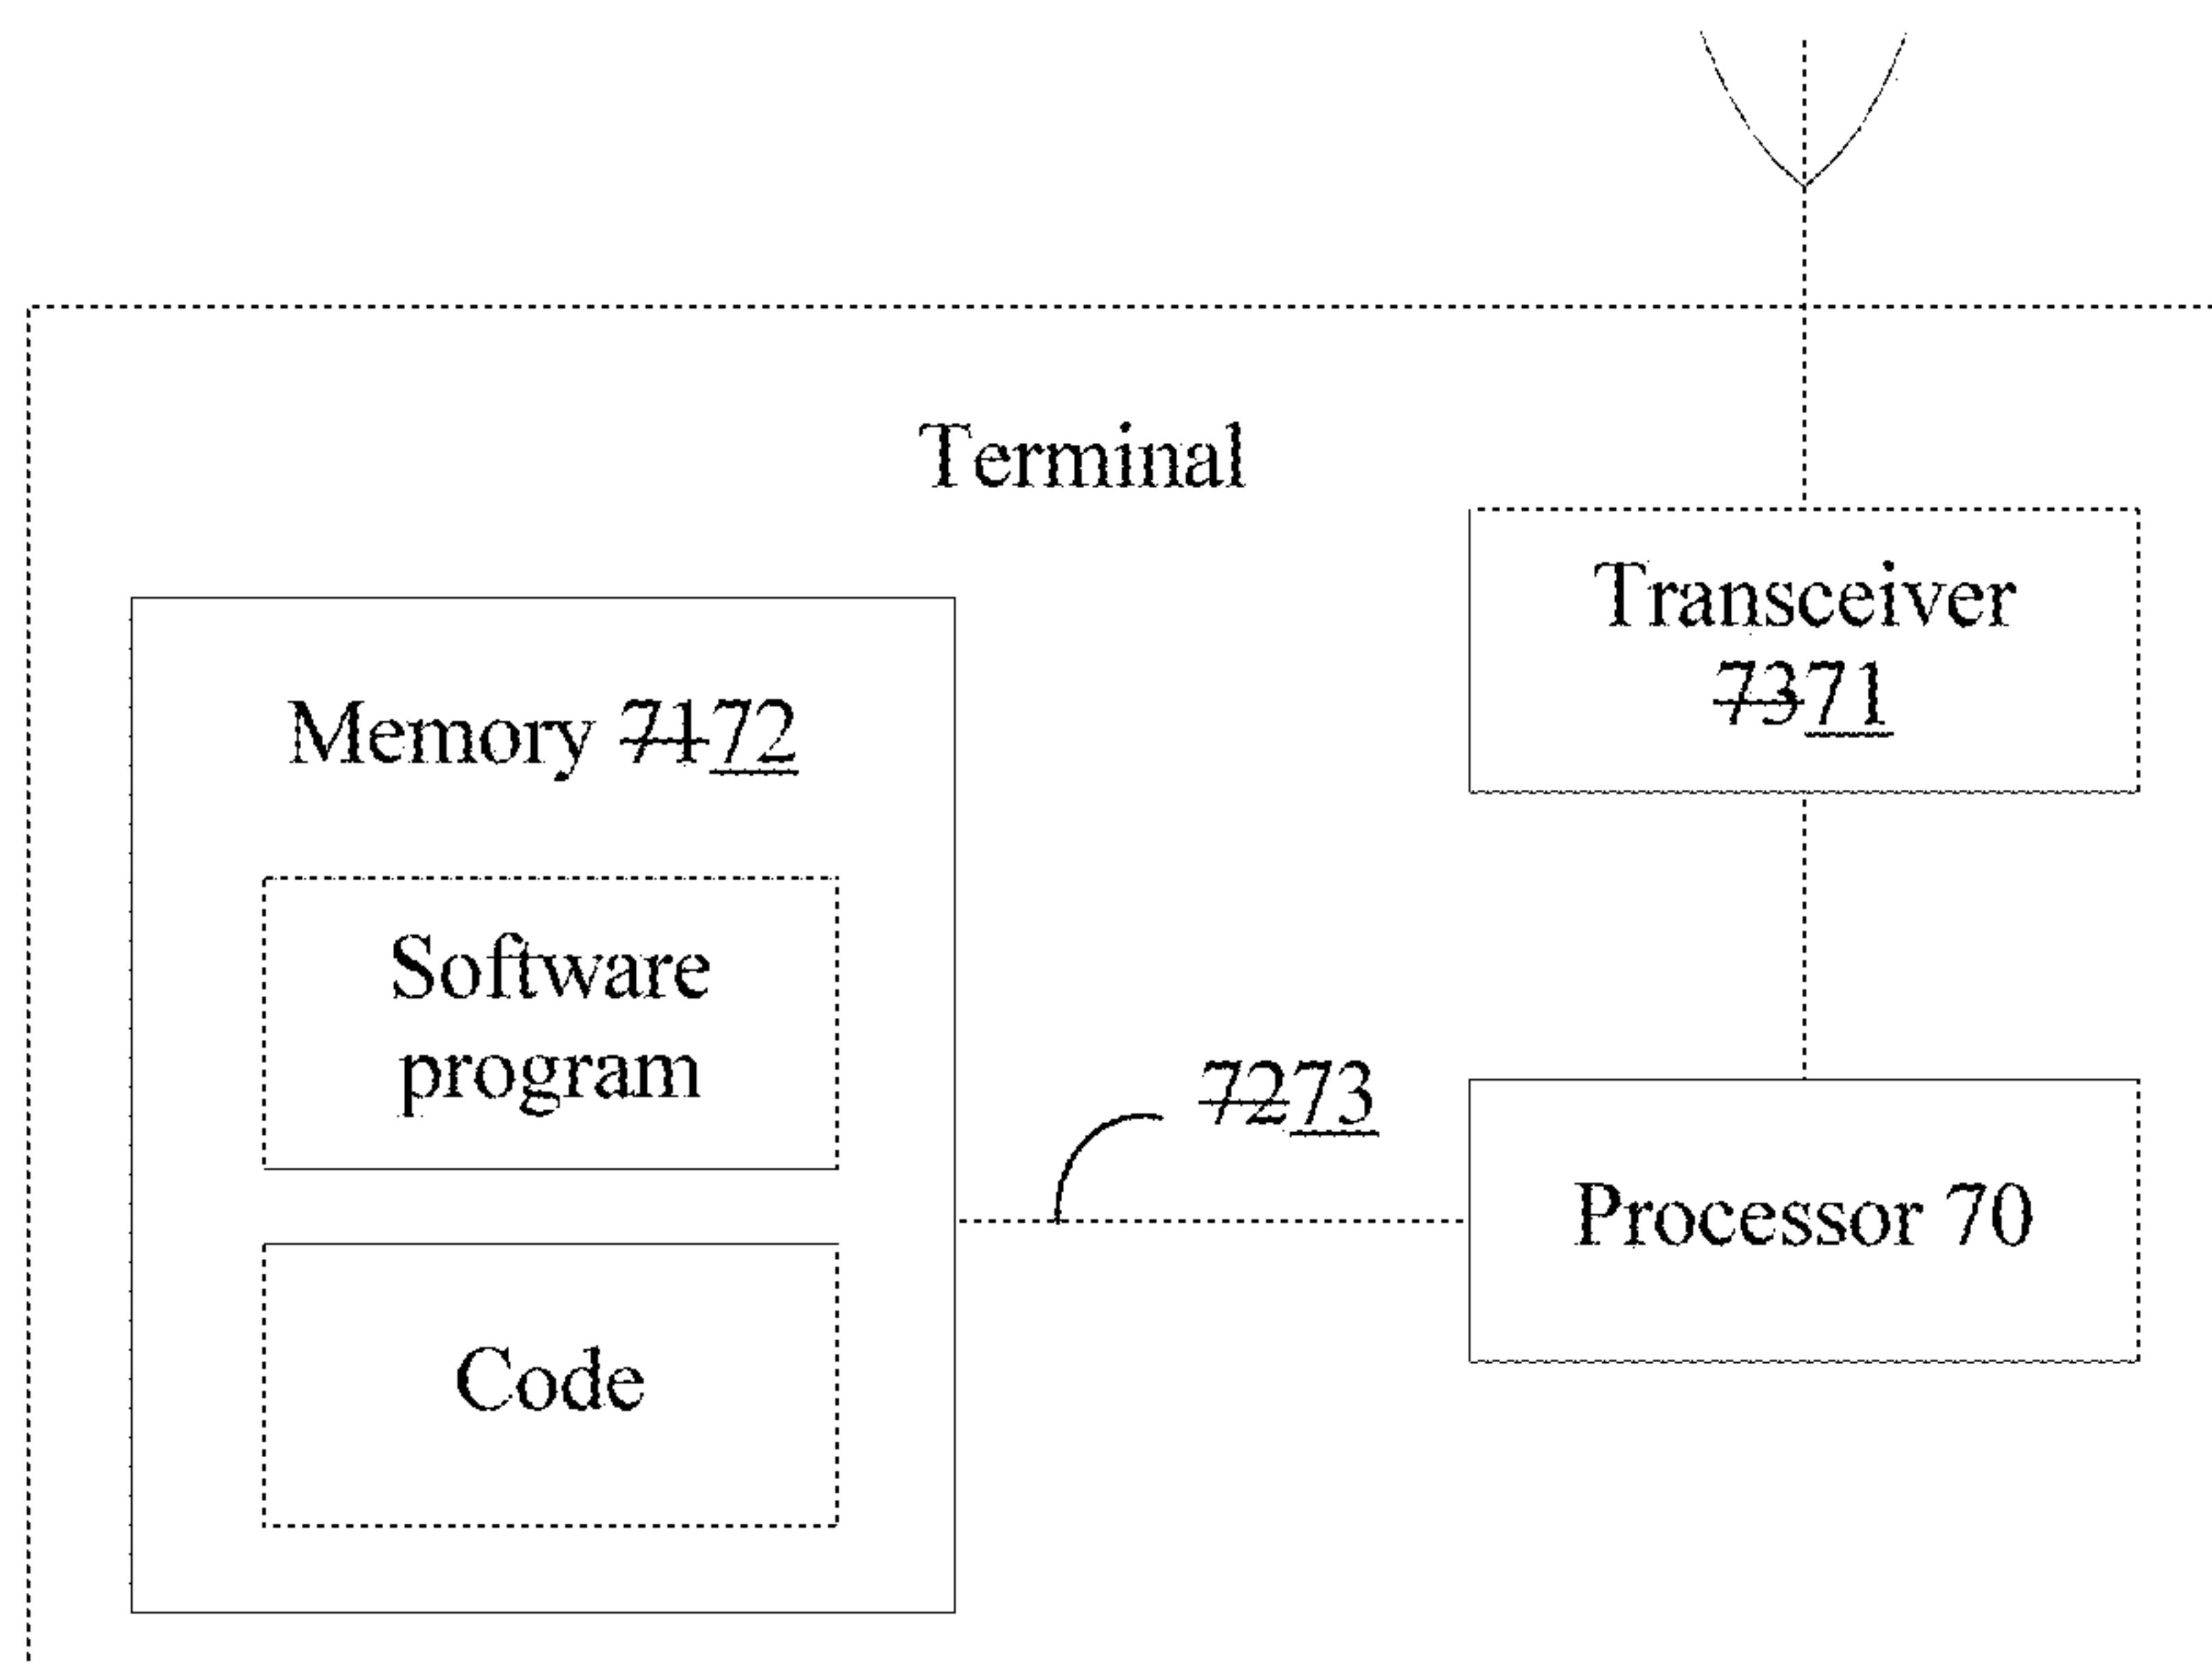 Terminal
Transceiver
7371
Memory 7172
Software
program
7273
Processor 70
Code